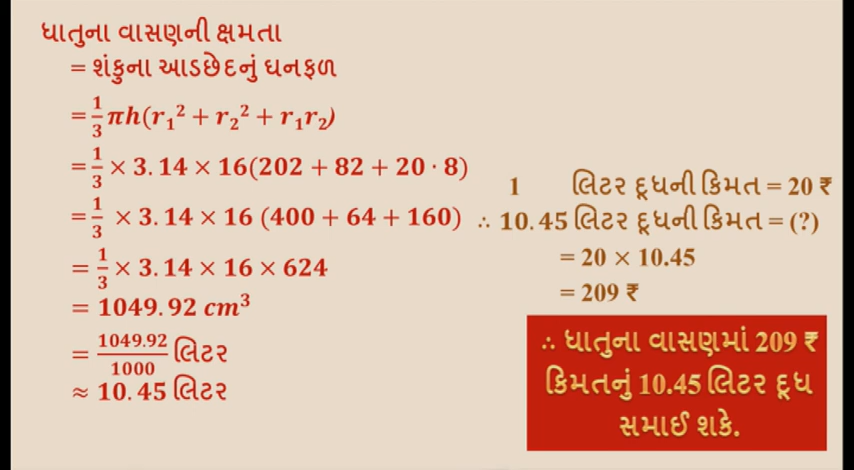 ધાતુના વાસણની ક્ષમતા
= શંકુના આડછેદનું ઘનફળ
= 1/3 πh(r₁² + r₂² + r₁r₂)
= 1/3 × 3.14 × 16(202 + 82 + 20 · 8)
= 1/3 × 3.14 × 16 (400 + 64 + 160)
= 1/3 × 3.14 × 16 × 624
= 1049.92 cm³
= 1049.92/1000 લિટર
≈ 10.45 લિટર
1 લિટર દૂધની કિમત = 20 ₹
∴ 10.45 લિટર દૂધની કિમત = (?)
= 20 × 10.45
= 209 ₹
∴ ધાતુના વાસણમાં 209 ₹
કિમતનું 10.45 લિટર દૂધ
સમાઈ શકે.